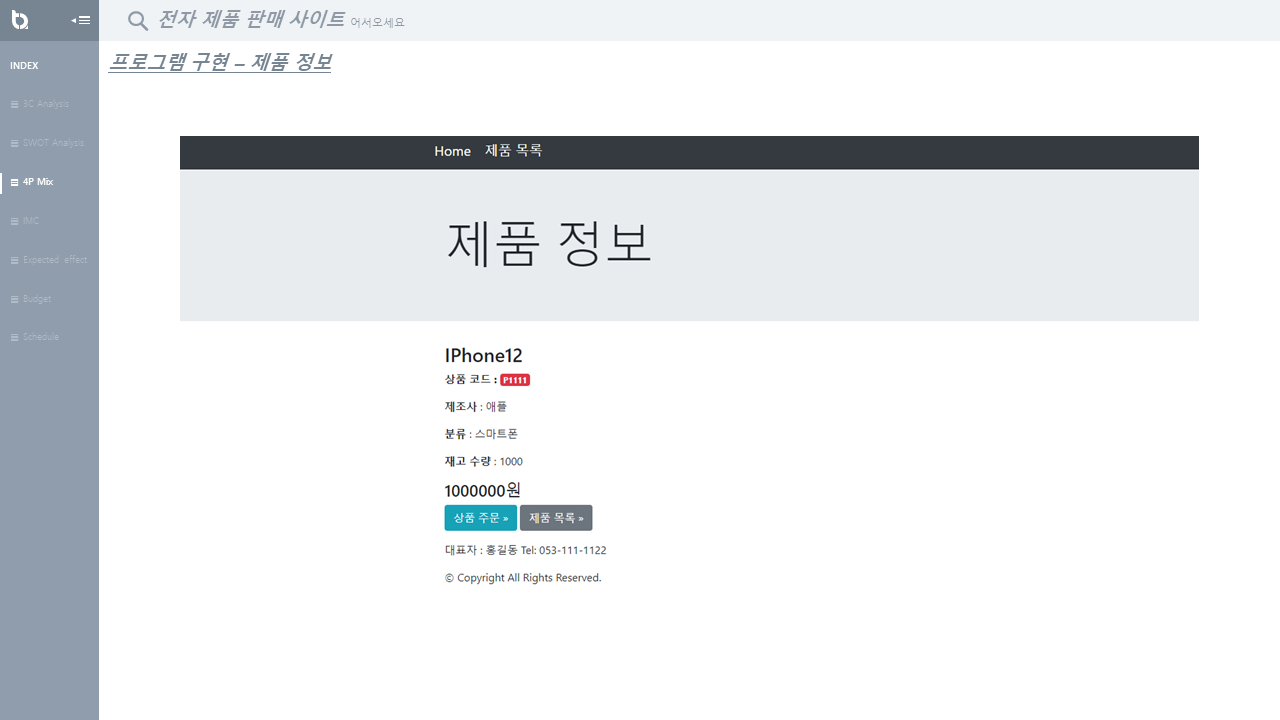 전자 제품 판매 사이트 어서오세요
INDEX
프로그램 구현 – 제품 정보
3C Analysis
SWOT Analysis
4P Mix
IMC
Expected effect
Budget
Schedule
Home 제품 목록
제품 정보
IPhone12
상품 코드 : P1111
제조사 : 애플
분류 : 스마트폰
재고 수량 : 1000
1000000원
상품 주문 » 제품 목록 »
대표자 : 홍길동 Tel: 053-111-1122
© Copyright All Rights Reserved.